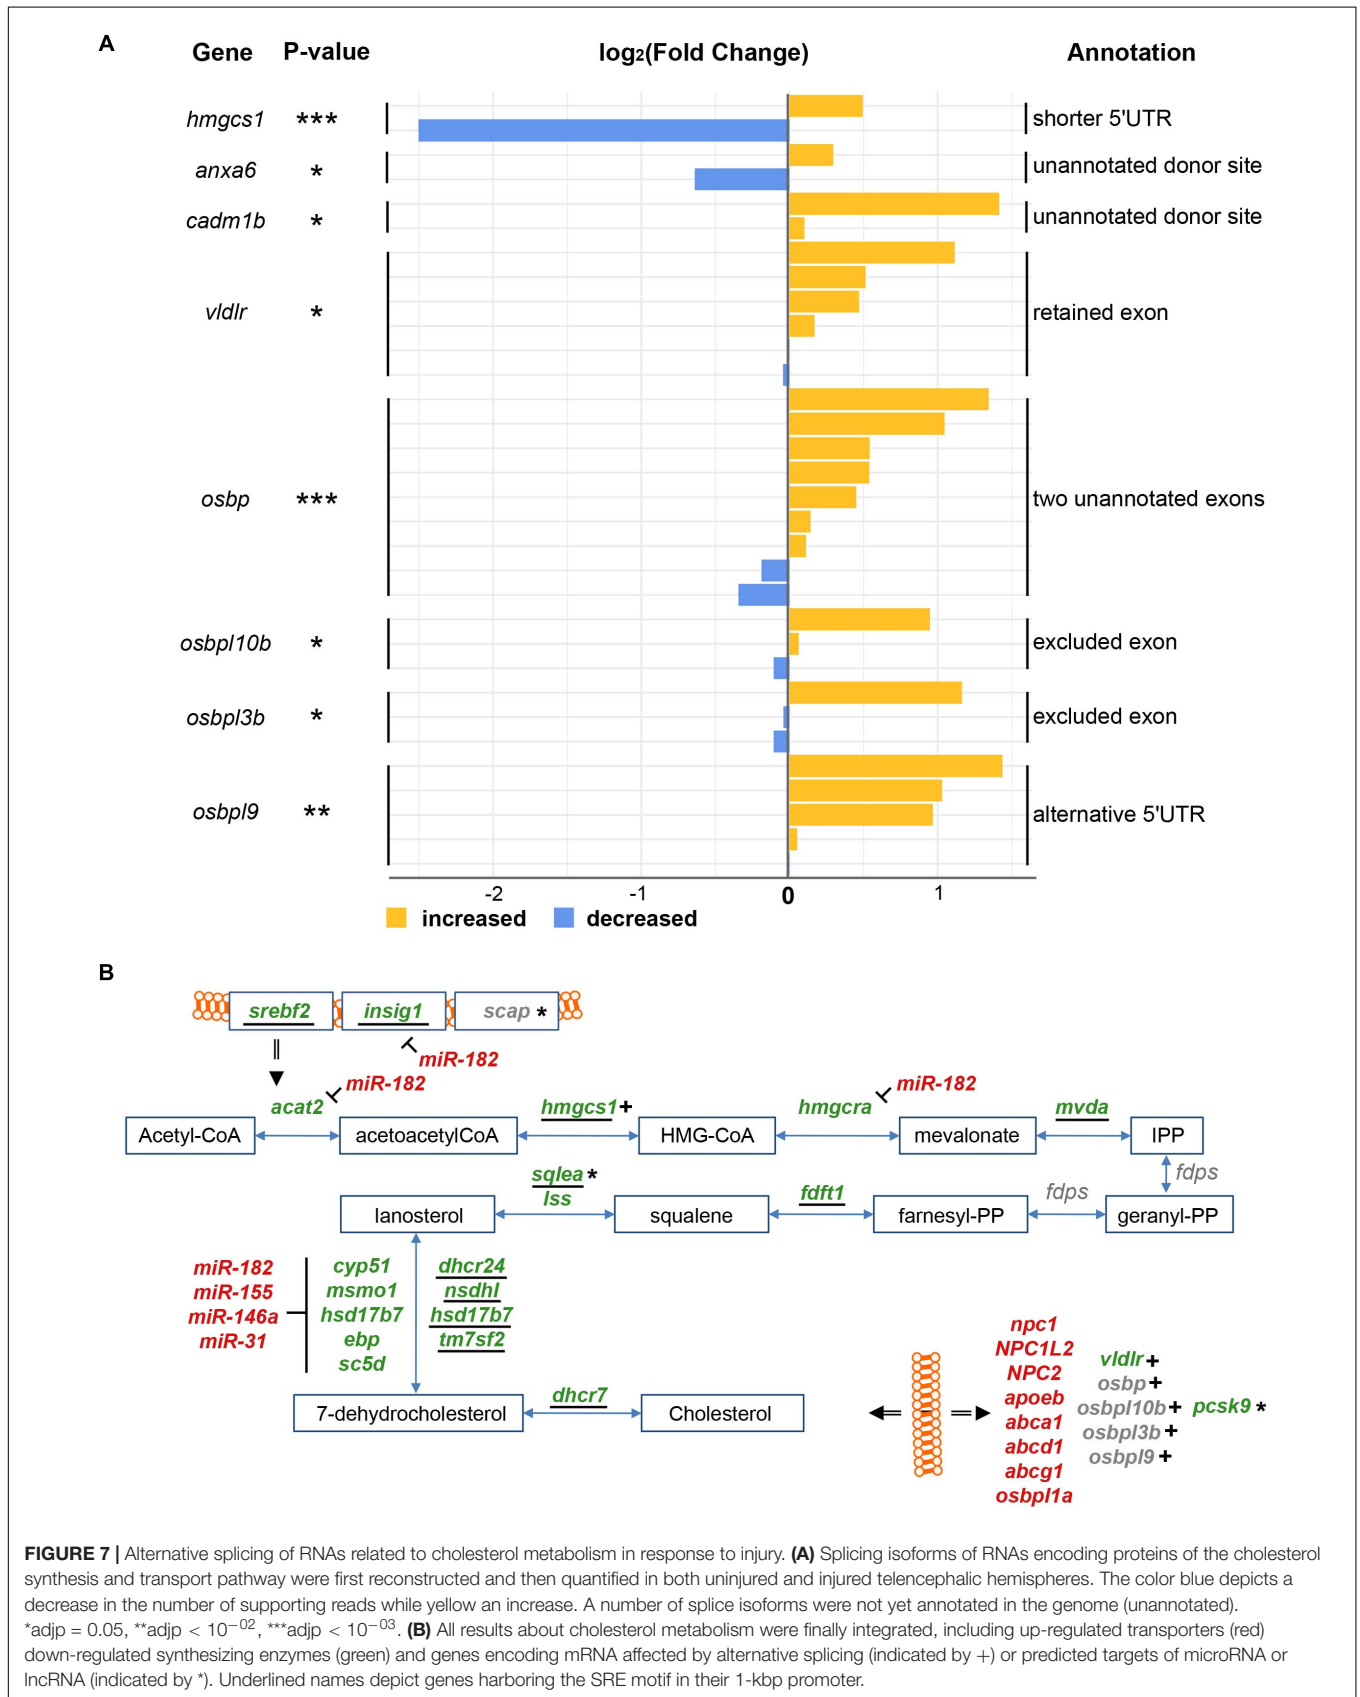 A
Gene P-value log2(Fold Change) Annotation
hmgcs1 *** shorter 5'UTR
anxa6 * unannotated donor site
cadm1b * unannotated donor site
vldlr * retained exon
osbp *** two unannotated exons
osbpl10b * excluded exon
osbpl3b * excluded exon
osbpl9 ** alternative 5'UTR
-2 -1 0 1
increased decreased
B
srebf2 insig1 scap *
miR-182
miR-182 miR-182
acat2 hmgcs1+ hmgcra mvda
Acetyl-CoA acetoacetylCoA HMG-CoA mevalonate IPP
fdps
sqlea *
lss fdft1 fdps
lanosterol squalene farnesyl-PP geranyl-PP
miR-182 cyp51 dhcr24
miR-155 msmo1 nsdhl
miR-146a hsd17b7 hsd17b7
miR-31 ebp tm7sf2
sc5d
dhcr7
7-dehydrocholesterol Cholesterol
npc1
NPC1L2
NPC2 vldlr+
apoeb osbp+
abca1 osbpl10b+ pcsk9 *
abcd1 osbpl3b+
abcg1 osbpl9+
osbpl1a
FIGURE 7 | Alternative splicing of RNAs related to cholesterol metabolism in response to injury. (A) Splicing isoforms of RNAs encoding proteins of the cholesterol
synthesis and transport pathway were first reconstructed and then quantified in both uninjured and injured telencephalic hemispheres. The color blue depicts a
decrease in the number of supporting reads while yellow an increase. A number of splice isoforms were not yet annotated in the genome (unannotated).
*adjp = 0.05, **adjp < 10−02, ***adjp < 10−03. (B) All results about cholesterol metabolism were finally integrated, including up-regulated transporters (red)
down-regulated synthesizing enzymes (green) and genes encoding mRNA affected by alternative splicing (indicated by +) or predicted targets of microRNA or
lncRNA (indicated by *). Underlined names depict genes harboring the SRE motif in their 1-kbp promoter.